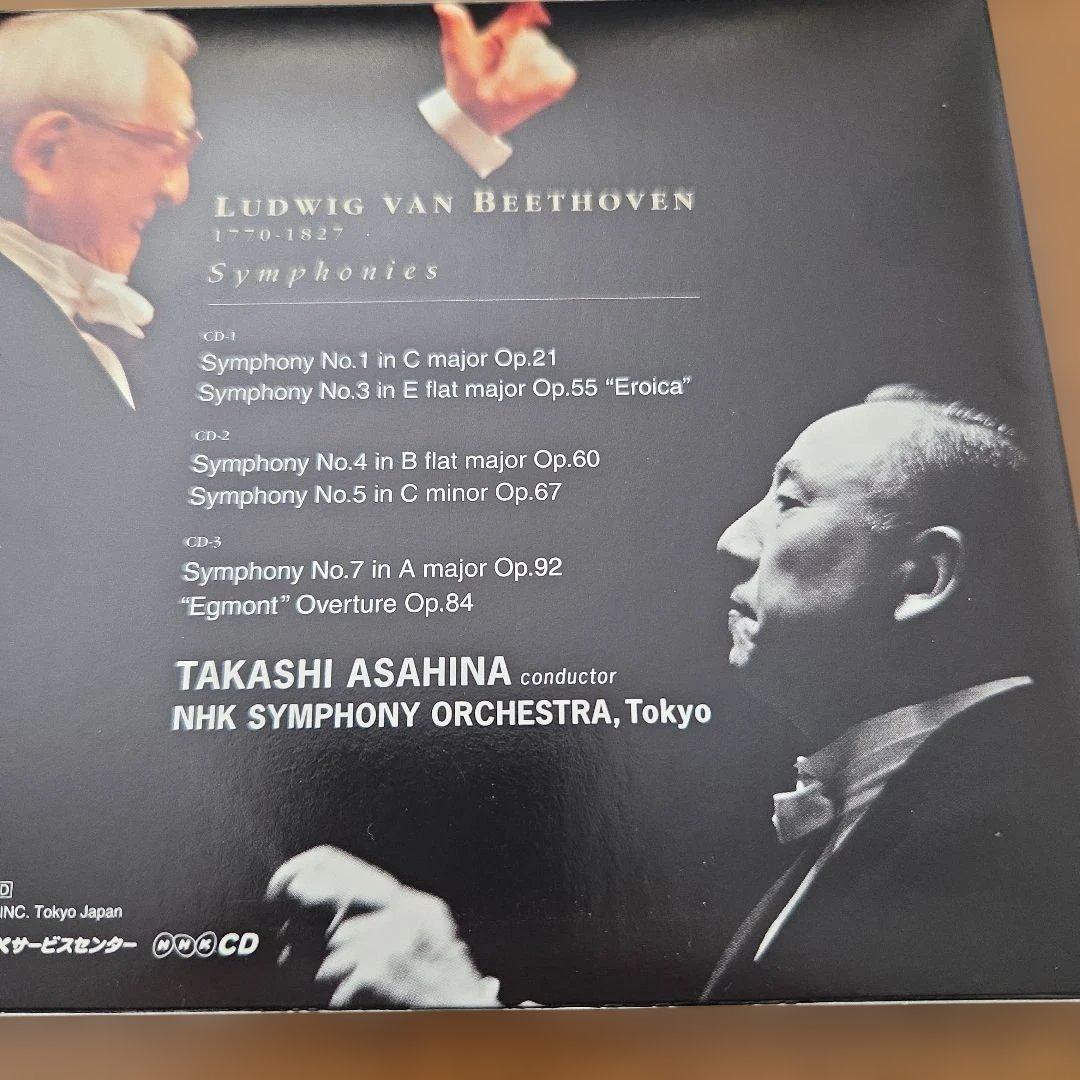 LUDWIG VAN BEETHOVEN
1770-1827
Symphonies
CD-1
Symphony No.1 in C major Op.21
Symphony No.3 in E flat major Op.55 “Eroica”
CD-2
Symphony No.4 in B flat major Op.60
Symphony No.5 in C minor Op.67
CD-3
Symphony No.7 in A major Op.92
“Egmont” Overture Op.84
TAKASHI ASAHINA conductor
NHK SYMPHONY ORCHESTRA, Tokyo
D
INC. Tokyo Japan
Kサービスセンター NHK CD